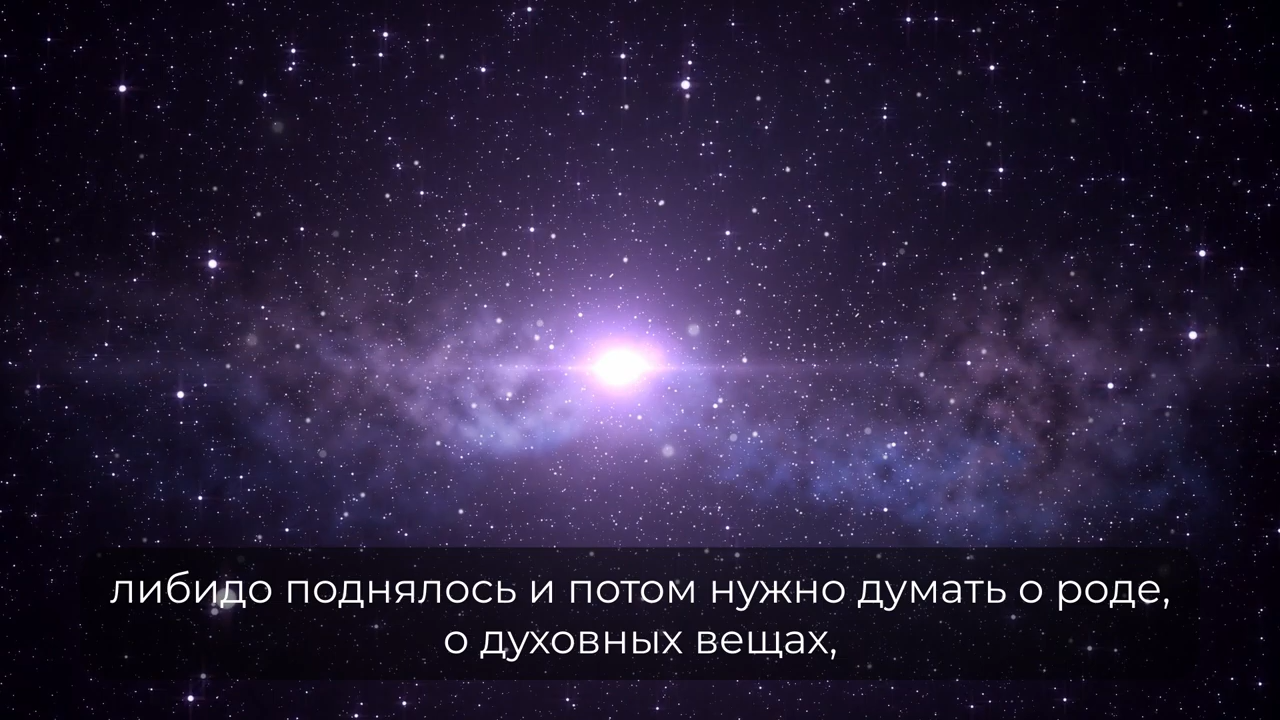 либидо поднялось и потом нужно думать о роде,
о духовных вещах,